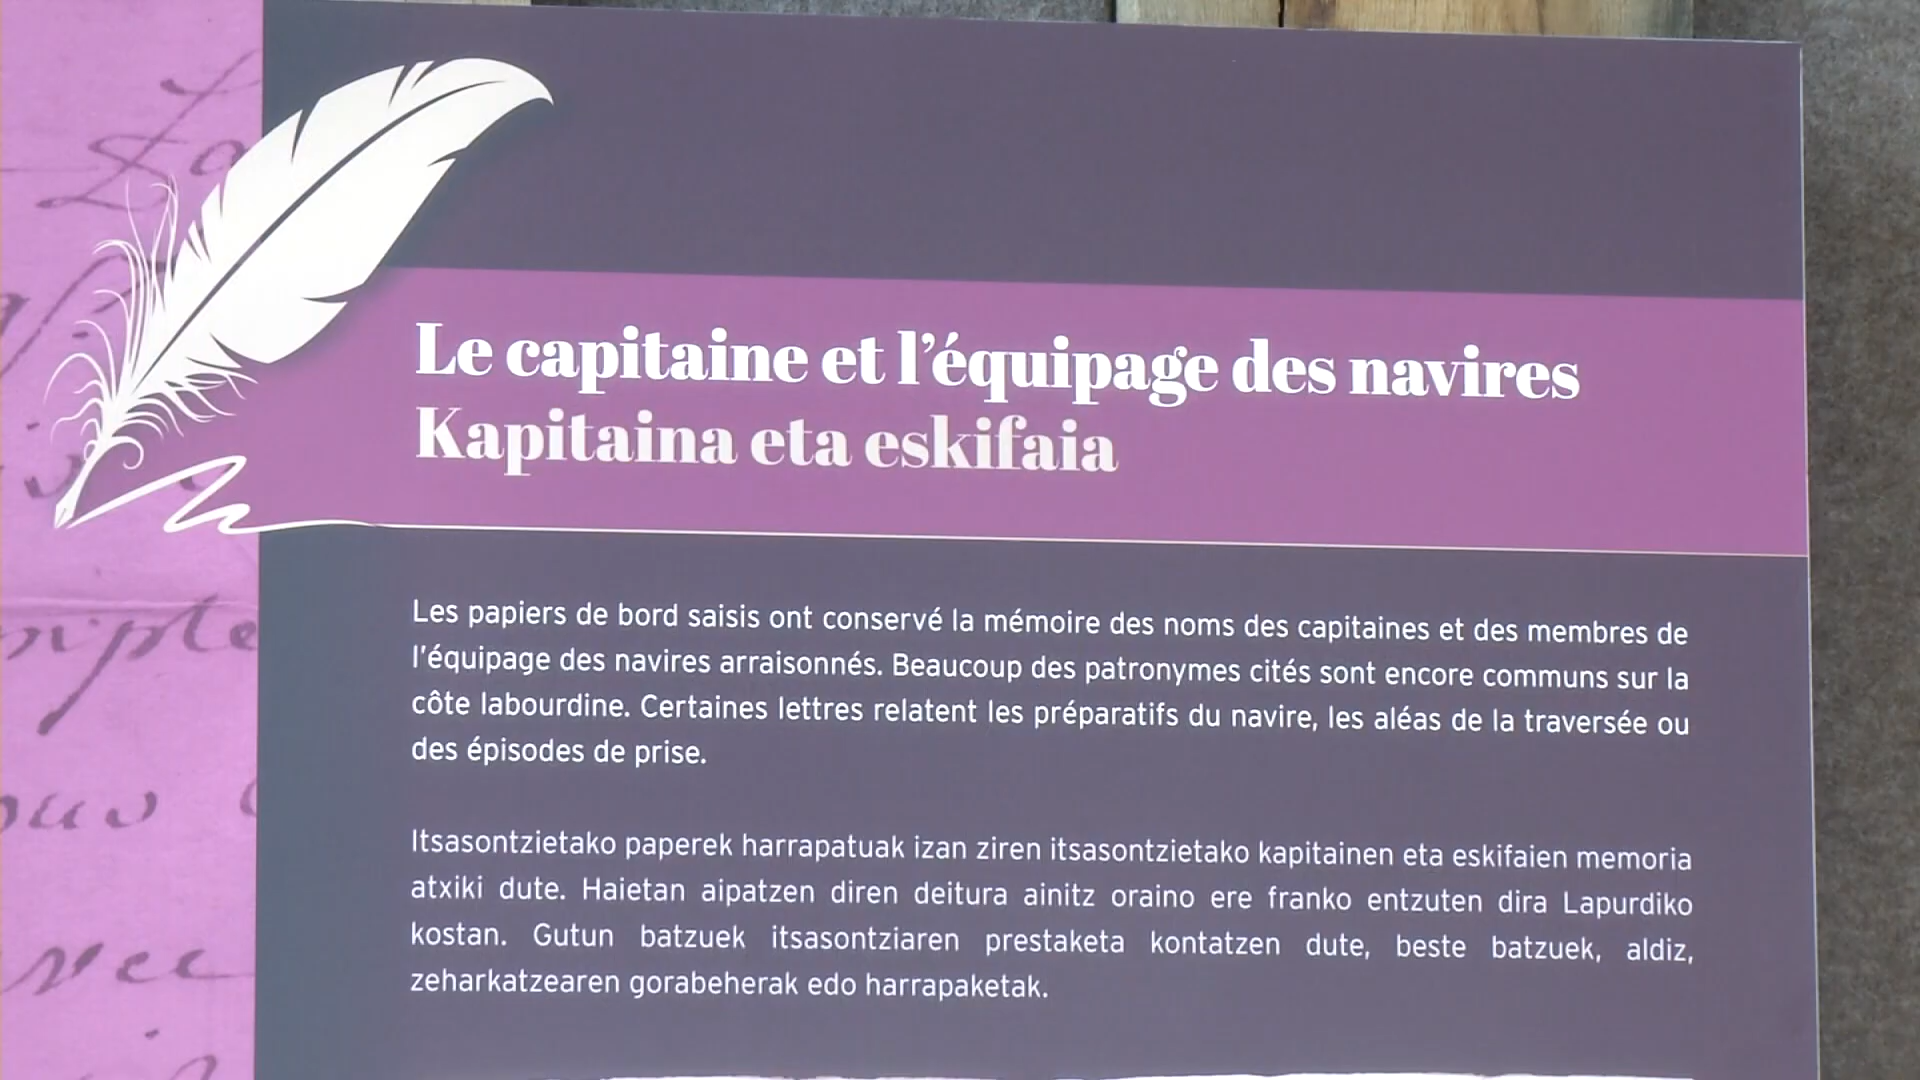 Le capitaine et l'équipage des navires
Kapitaina eta eskifaia
Les papiers de bord saisis ont conservé la mémoire des noms des capitaines et des membres de
l'équipage des navires arraisonnés. Beaucoup des patronymes cités sont encore communs sur la
côte labourdine. Certaines lettres relatent les préparatifs du navire, les aléas de la traversée ou
des épisodes de prise.
Itsasontzietako paperek harrapatuak izan ziren itsasontzietako kapitainen eta eskifaien memoria
atxiki dute. Haietan aipatzen diren deitura ainitz oraino ere franko entzuten dira Lapurdiko
kostan. Gutun batzuek itsasontziaren prestaketa kontatzen dute, beste batzuek, aldiz,
zeharkatzearen gorabeherak edo harrapaketak.